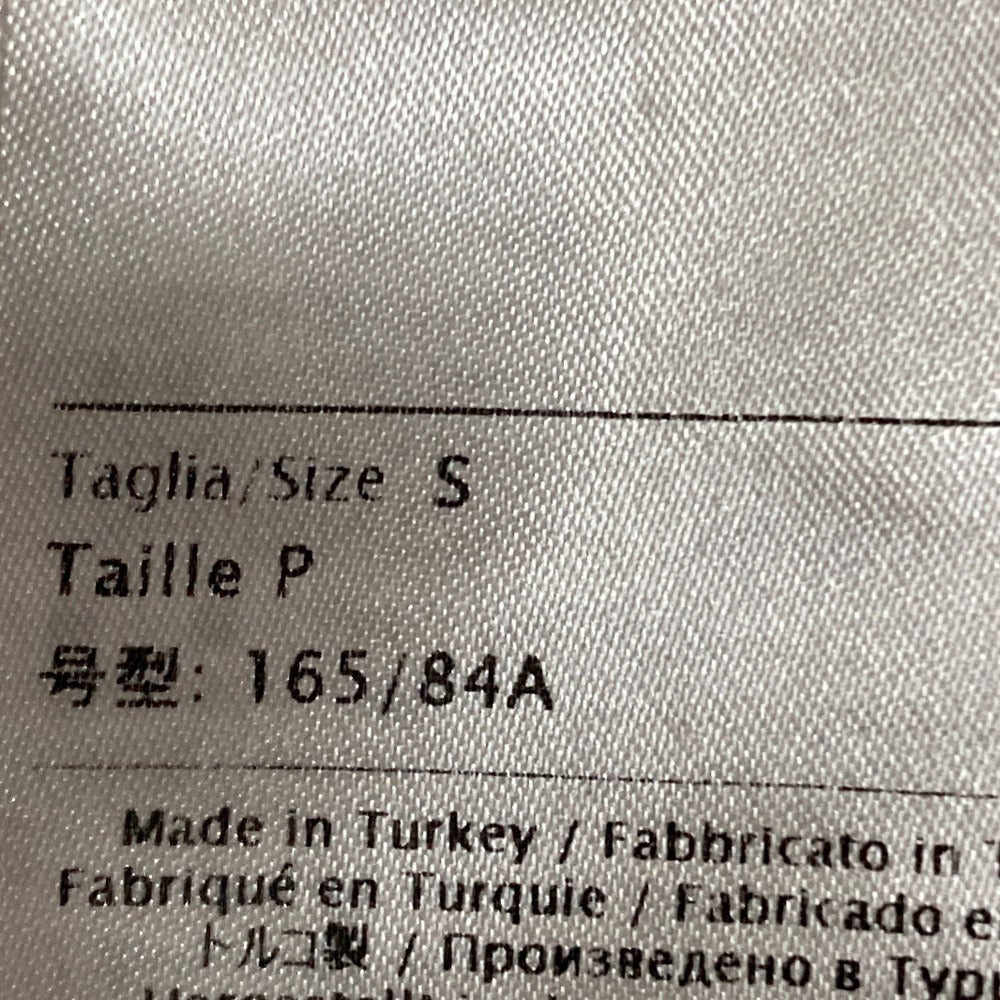 Taglia/Size S
Taille P
号型: 165/84A
Made in Turkey / Fabbricato in
Fabriqué en Turquie / Fabricado
トルコ製 / Произведено в